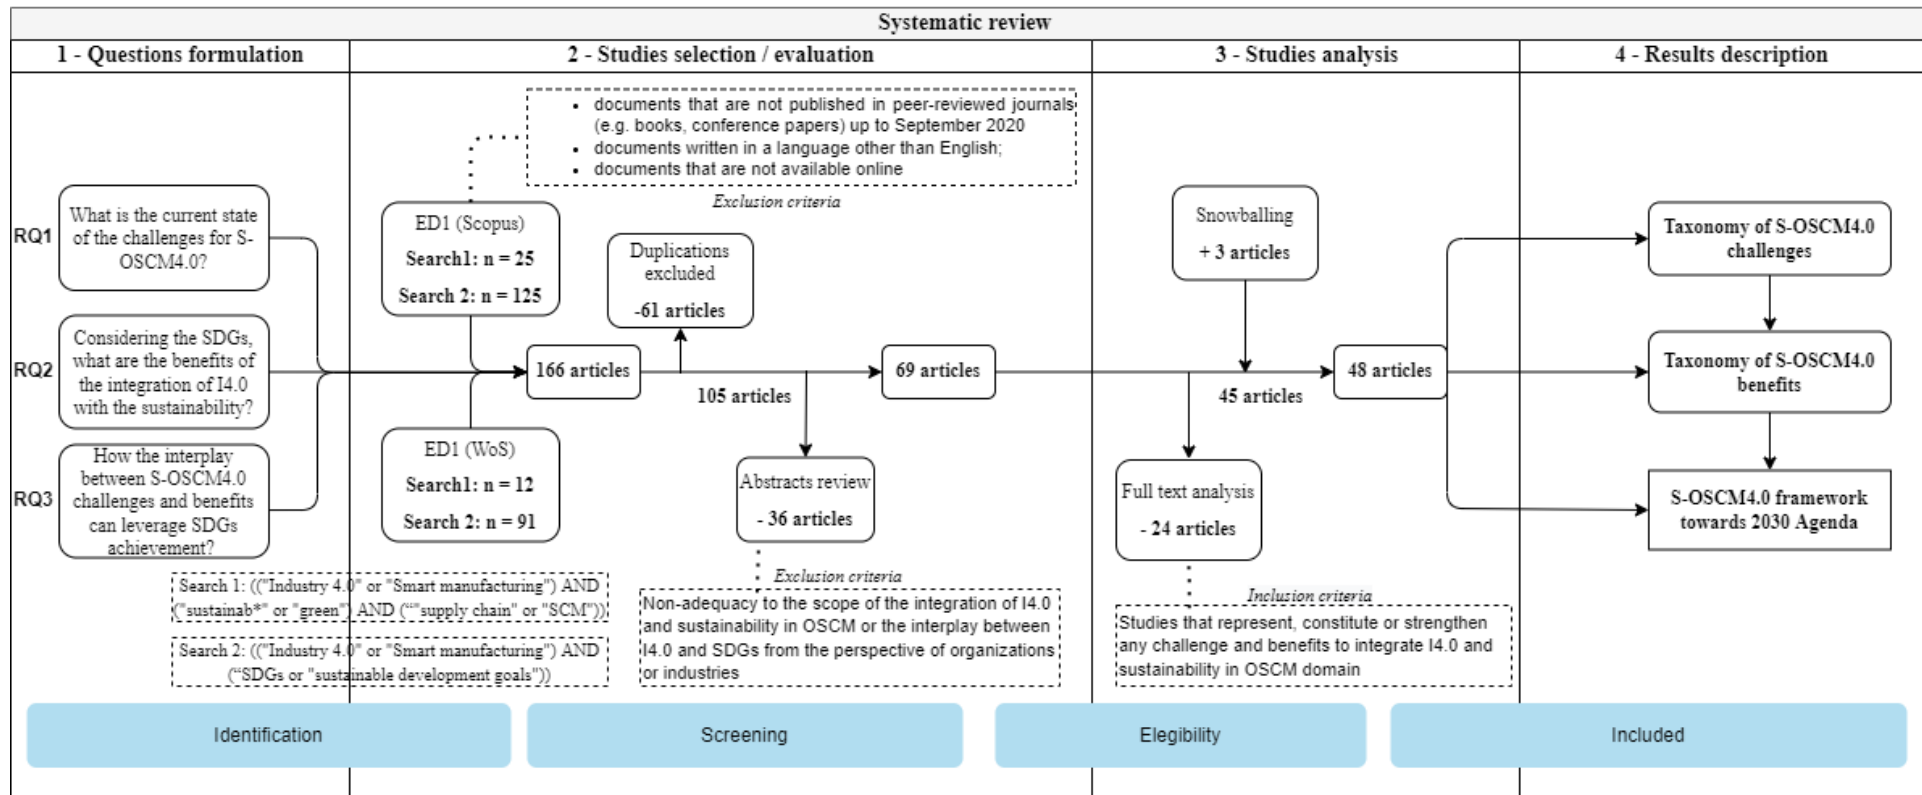 Systematic review
1 - Questions formulation
2 - Studies selection / evaluation
3 - Studies analysis
4 - Results description
RQ1
What is the current state
of the challenges for S-
OSCM4.0?
RQ2
Considering the SDGs,
what are the benefits of
the integration of I4.0
with the sustainability?
RQ3
How the interplay
between S-OSCM4.0
challenges and benefits
can leverage SDGs
achievement?
Search 1: (("Industry 4.0" or "Smart manufacturing") AND
("sustainab*" or "green") AND (“"supply chain" or "SCM"))
Search 2: (("Industry 4.0" or "Smart manufacturing") AND
(“SDGs or "sustainable development goals"))
• documents that are not published in peer-reviewed journals
(e.g. books, conference papers) up to September 2020
• documents written in a language other than English;
• documents that are not available online
Exclusion criteria
ED1 (Scopus)
Search1: n = 25
Search 2: n = 125
ED1 (WoS)
Search1: n = 12
Search 2: n = 91
166 articles
Duplications
excluded
-61 articles
105 articles
Abstracts review
- 36 articles
Exclusion criteria
Non-adequacy to the scope of the integration of I4.0
and sustainability in OSCM or the interplay between
I4.0 and SDGs from the perspective of organizations
or industries
69 articles
Snowballing
+ 3 articles
Full text analysis
- 24 articles
Inclusion criteria
Studies that represent, constitute or strengthen
any challenge and benefits to integrate I4.0 and
sustainability in OSCM domain
45 articles
48 articles
Taxonomy of S-OSCM4.0
challenges
Taxonomy of S-OSCM4.0
benefits
S-OSCM4.0 framework
towards 2030 Agenda
Identification
Screening
Elegibility
Included